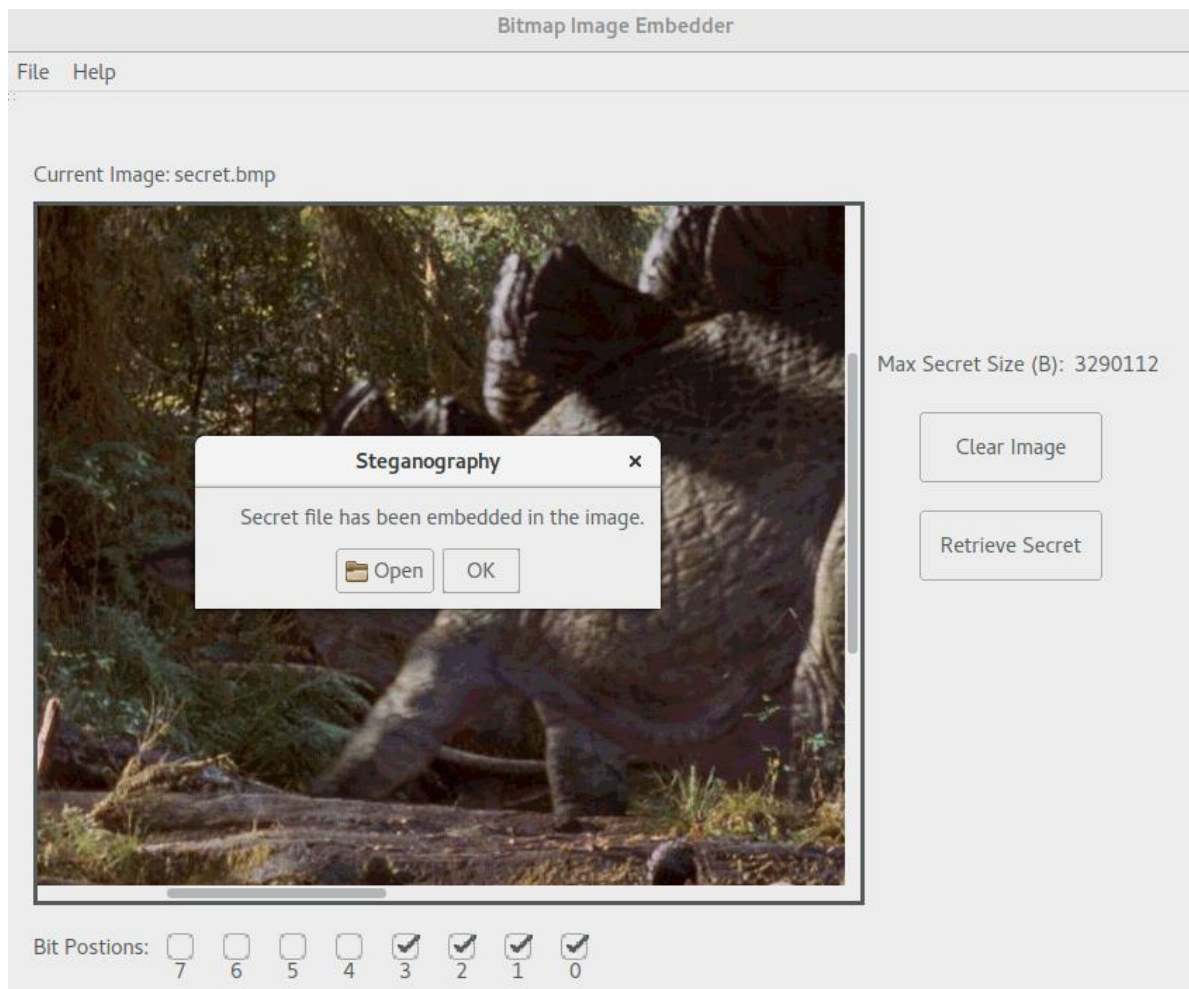 Bitmap Image Embedder
File Help
Current Image: secret.bmp
Max Secret Size (B): 3290112
Clear Image
Steganography ×
Secret file has been embedded in the image.
Retrieve Secret
Open OK
Bit Postions:
7 6 5 4 3 2 1 0